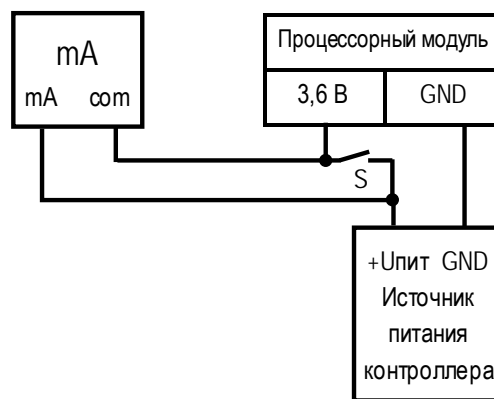 mA
mA com
Процессорный модуль
3,6 В GND
S
+Uпит GND
Источник
питания
контроллера